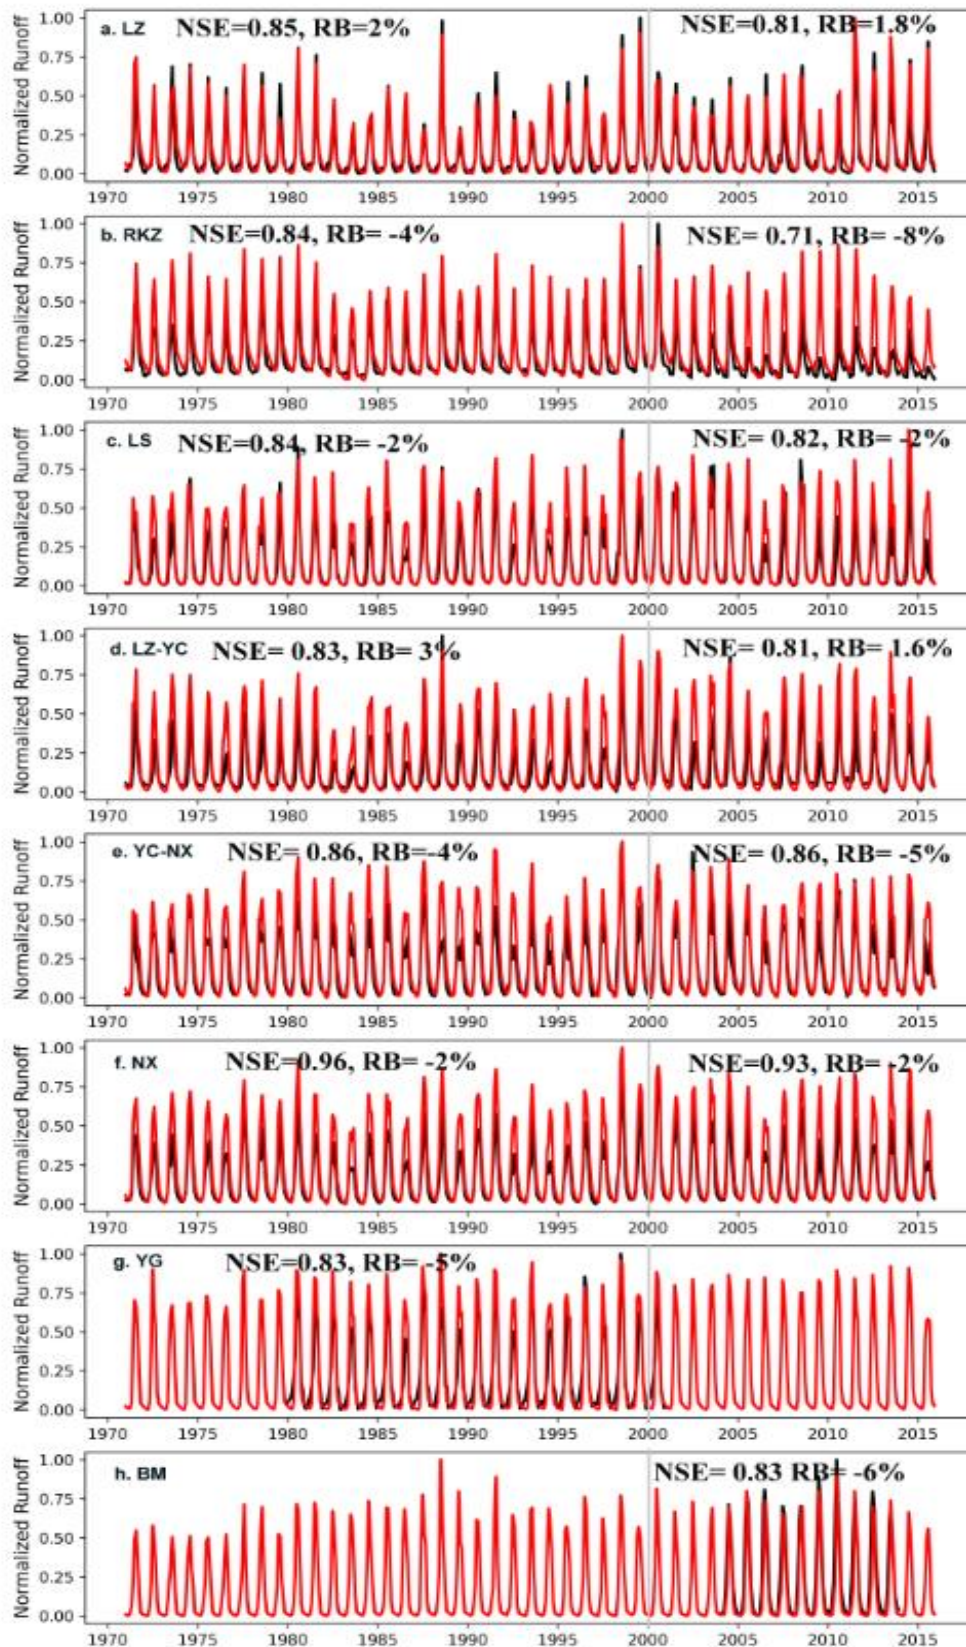 a. LZ NSE=0.85, RB=2% NSE=0.81, RB=1.8%
Normalized Runoff
1.00
0.75
0.50
0.25
0.00
1970 1975 1980 1985 1990 1995 2000 2005 2010 2015
b. RKZ NSE=0.84, RB= -4% NSE= 0.71, RB= -8%
Normalized Runoff
1.00
0.75
0.50
0.25
0.00
1970 1975 1980 1985 1990 1995 2000 2005 2010 2015
c. LS NSE=0.84, RB= -2% NSE= 0.82, RB= -2%
Normalized Runoff
1.00
0.75
0.50
0.25
0.00
1970 1975 1980 1985 1990 1995 2000 2005 2010 2015
d. LZ-YC NSE= 0.83, RB= 3% NSE= 0.81, RB= 1.6%
Normalized Runoff
1.00
0.75
0.50
0.25
0.00
1970 1975 1980 1985 1990 1995 2000 2005 2010 2015
e. YC-NX NSE= 0.86, RB=-4% NSE= 0.86, RB= -5%
Normalized Runoff
1.00
0.75
0.50
0.25
0.00
1970 1975 1980 1985 1990 1995 2000 2005 2010 2015
f. NX NSE=0.96, RB= -2% NSE=0.93, RB= -2%
Normalized Runoff
1.00
0.75
0.50
0.25
0.00
1970 1975 1980 1985 1990 1995 2000 2005 2010 2015
g. YG NSE=0.83, RB= -5%
Normalized Runoff
1.00
0.75
0.50
0.25
0.00
1970 1975 1980 1985 1990 1995 2000 2005 2010 2015
h. BM NSE= 0.83 RB= -6%
Normalized Runoff
1.00
0.75
0.50
0.25
0.00
1970 1975 1980 1985 1990 1995 2000 2005 2010 2015